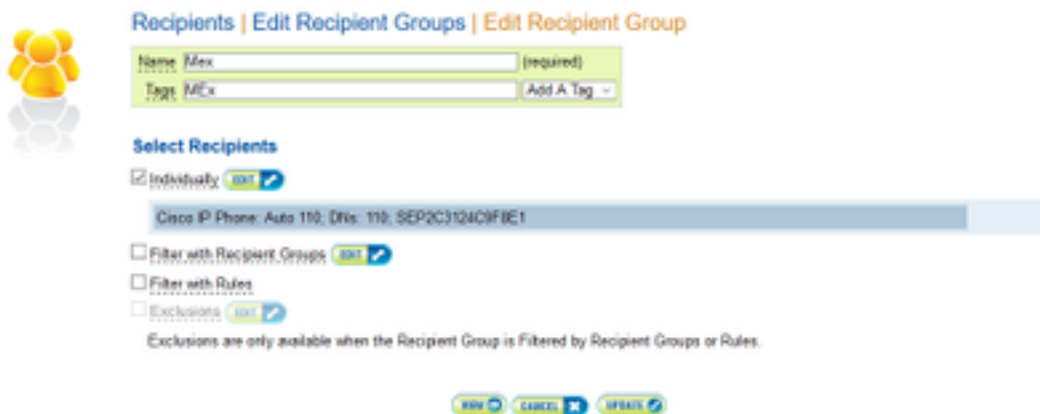 Recipients | Edit Recipient Groups | Edit Recipient Group
Name Mex (required)
Tags MEx Add A Tag
Select Recipients
Individually EDIT
Cisco IP Phone: Auto 110; DNs: 110; SEP2C3124C9F8E1
Filter with Recipient Groups EDIT
Filter with Rules
Exclusions EDIT
Exclusions are only available when the Recipient Group is Filtered by Recipient Groups or Rules.
VIEW CANCEL UPDATE